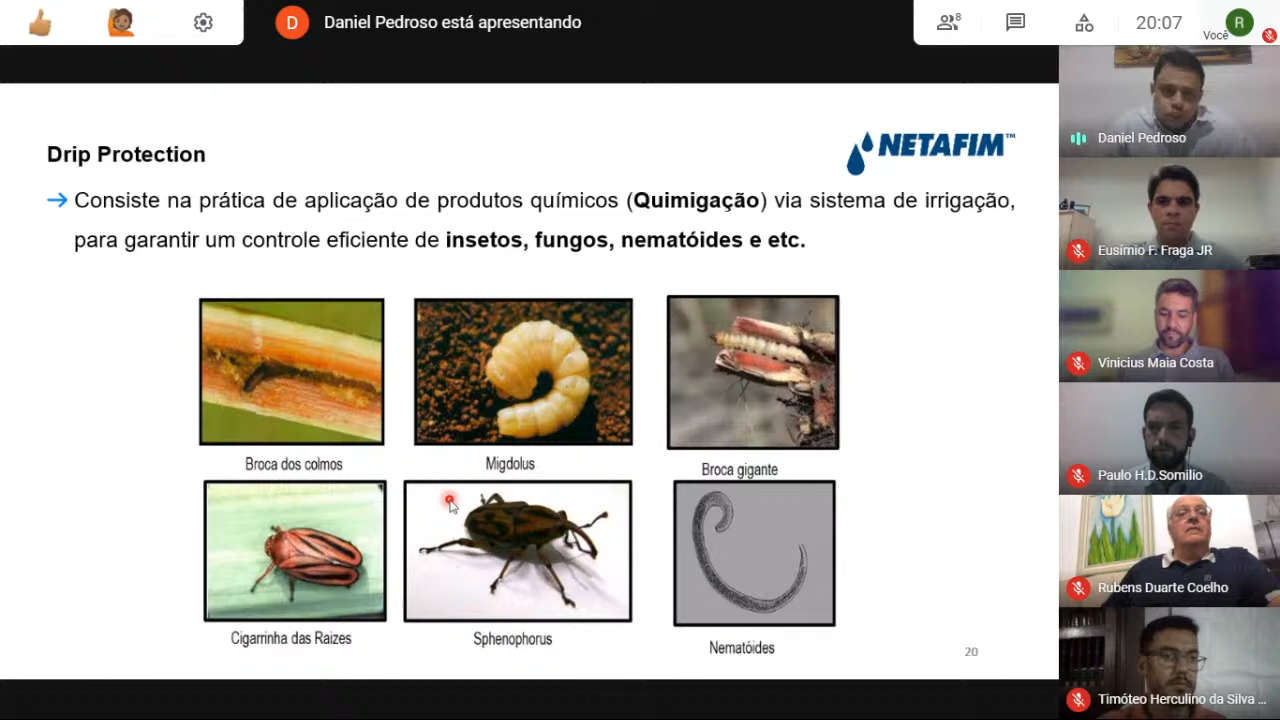 D Daniel Pedroso está apresentando
8
20:07
R
Você
Drip Protection
NETAFIM™
→ Consiste na prática de aplicação de produtos químicos (Quimigação) via sistema de irrigação,
para garantir um controle eficiente de insetos, fungos, nematóides e etc.
Broca dos colmos
Migdolus
Broca gigante
Cigarrinha das Raizes
Sphenophorus
Nematóides
20
Daniel Pedroso
Eusímio F. Fraga JR
Vinicius Maia Costa
Paulo H.D.Somilio
Rubens Duarte Coelho
Timóteo Herculino da Silva ...